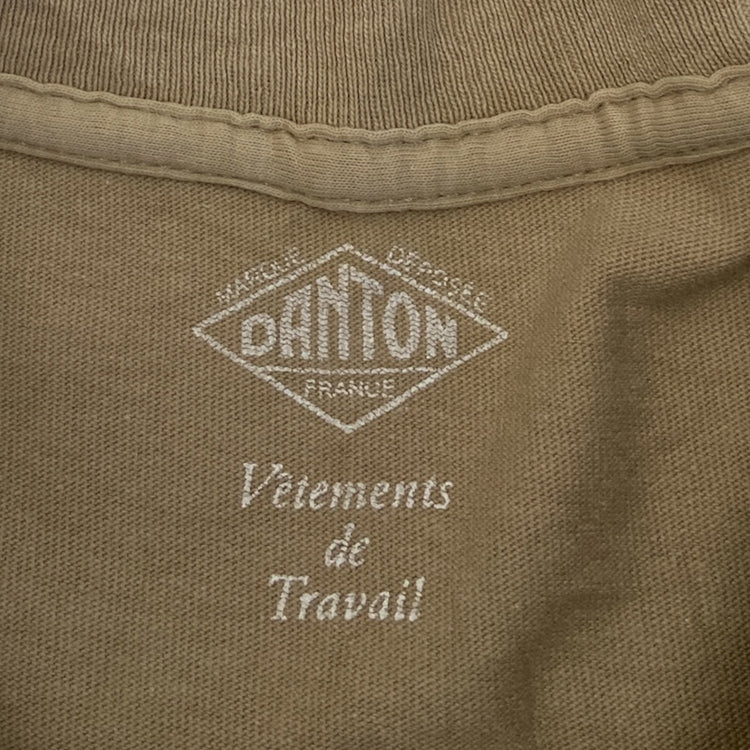 MARQUE DÉPOSÉE
DANTON
FRANCE
Vêtements
de
Travail